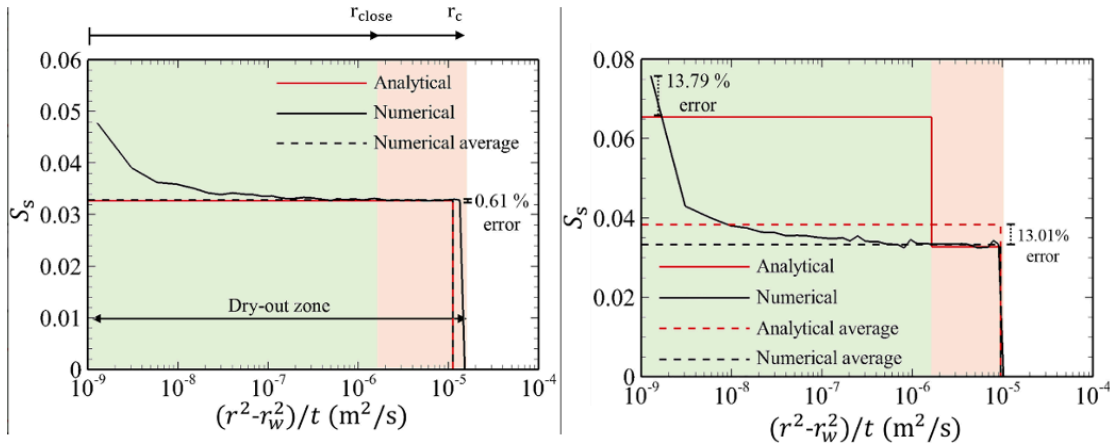 r_close r_c
0.06
0.05
0.04
0.03
0.02
0.01
0
S_s
Analytical
Numerical
Numerical average
0.61 %
error
Dry-out zone
10^-9 10^-8 10^-7 10^-6 10^-5 10^-4
(r^2-r_w^2)/t (m^2/s)
0.08
0.06
0.04
0.02
0.00
S_s
13.79 %
error
13.01%
error
Analytical
Numerical
Analytical average
Numerical average
10^-9 10^-8 10^-7 10^-6 10^-5 10^-4
(r^2-r_w^2)/t (m^2/s)